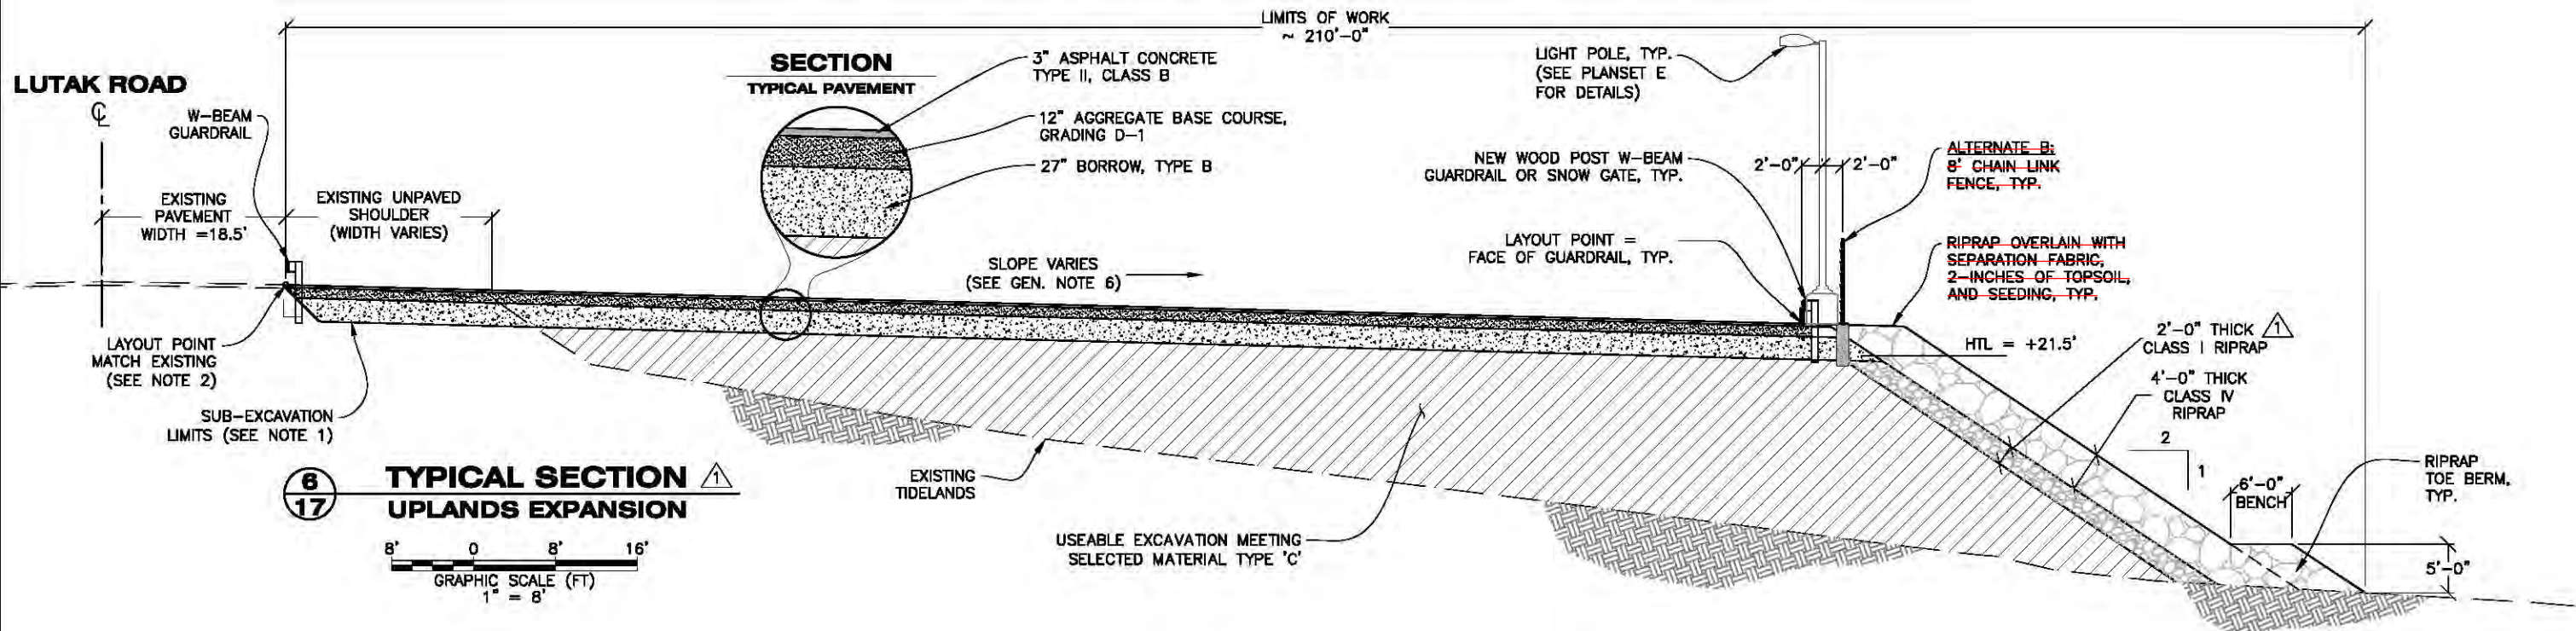 LIMITS OF WORK
~ 210'-0"
LUTAK ROAD
℄
W-BEAM
GUARDRAIL
EXISTING
PAVEMENT
WIDTH =18.5'
EXISTING UNPAVED
SHOULDER
(WIDTH VARIES)
SECTION
TYPICAL PAVEMENT
3" ASPHALT CONCRETE
TYPE II, CLASS B
12" AGGREGATE BASE COURSE,
GRADING D-1
27" BORROW, TYPE B
SLOPE VARIES
(SEE GEN. NOTE 6)
LIGHT POLE, TYP.
(SEE PLANSET E
FOR DETAILS)
NEW WOOD POST W-BEAM
GUARDRAIL OR SNOW GATE, TYP.
2'-0"
2'-0"
LAYOUT POINT =
FACE OF GUARDRAIL, TYP.
ALTERNATE B:
8' CHAIN LINK
FENCE, TYP.
RIPRAP OVERLAIN WITH
SEPARATION FABRIC,
2-INCHES OF TOPSOIL,
AND SEEDING, TYP.
HTL = +21.5'
2'-0" THICK
CLASS I RIPRAP
1
4'-0" THICK
CLASS IV
RIPRAP
2
1
6'-0"
BENCH
RIPRAP
TOE BERM,
TYP.
5'-0"
LAYOUT POINT
MATCH EXISTING
(SEE NOTE 2)
SUB-EXCAVATION
LIMITS (SEE NOTE 1)
EXISTING
TIDELANDS
USEABLE EXCAVATION MEETING
SELECTED MATERIAL TYPE 'C'
6
17
TYPICAL SECTION
1
UPLANDS EXPANSION
8' 0 8' 16'
GRAPHIC SCALE (FT)
1" = 8'